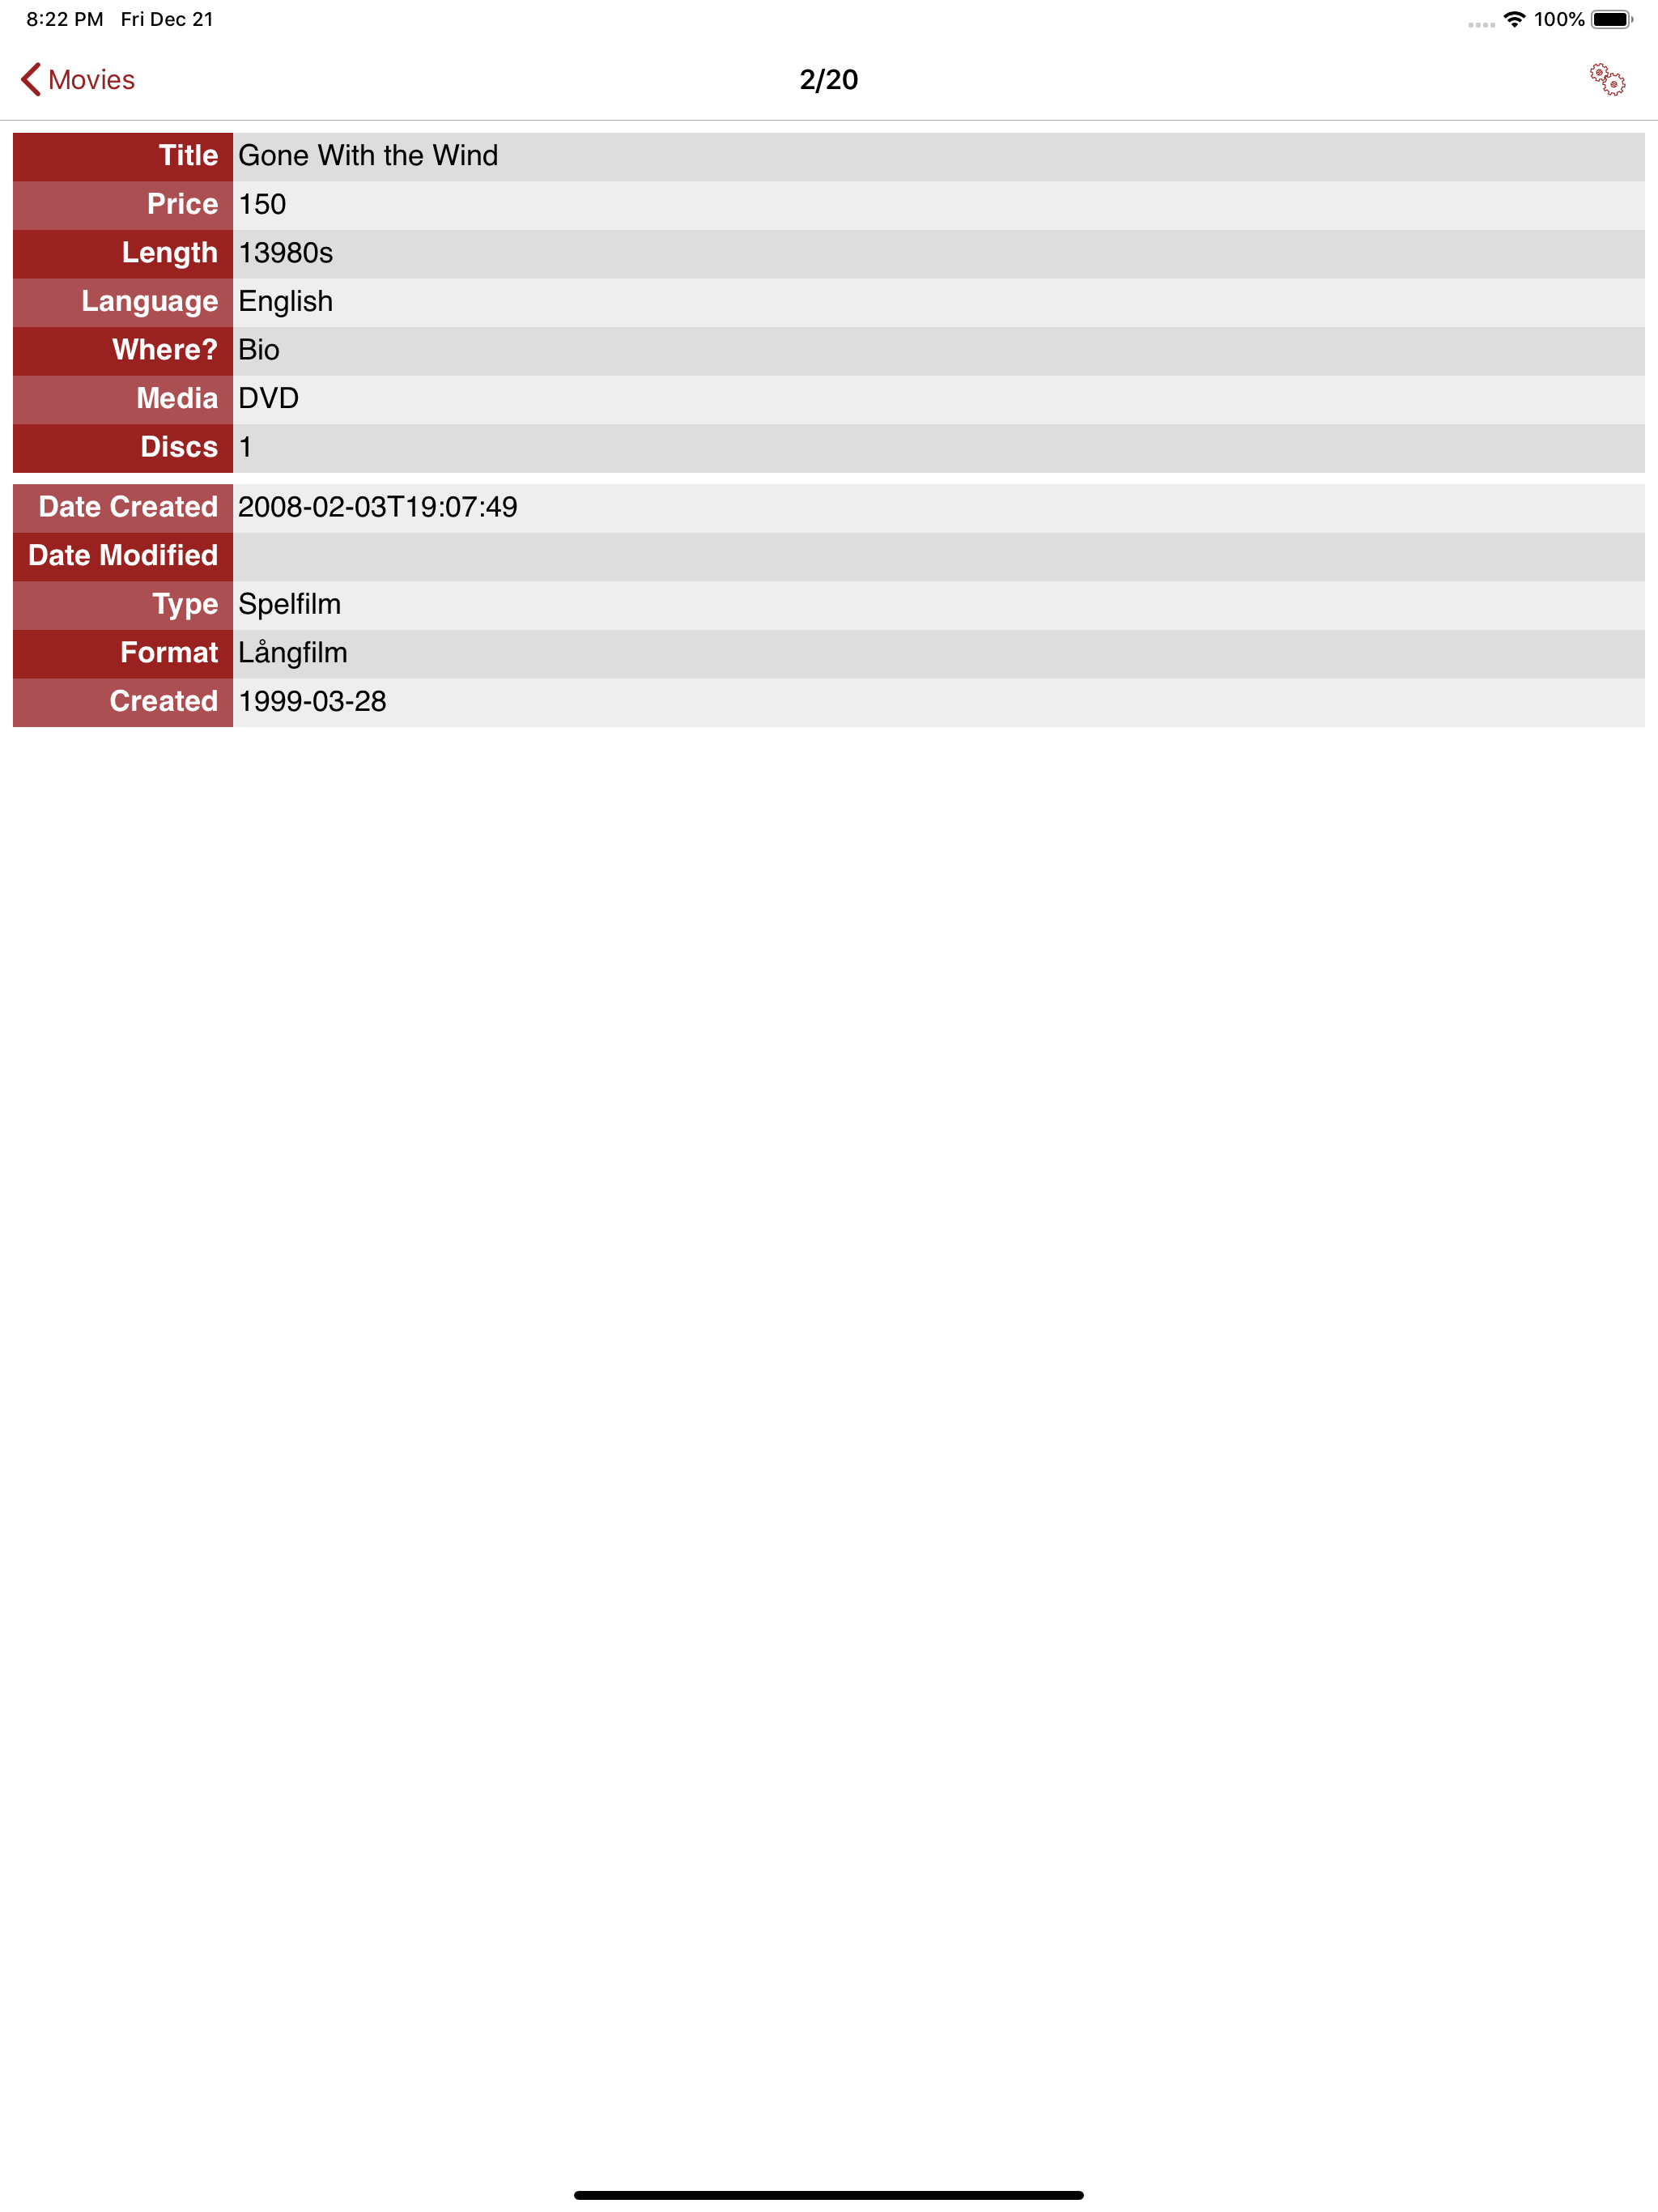 8:22 PM Fri Dec 21 100%
Movies 2/20
Title Gone With the Wind
Price 150
Length 13980s
Language English
Where? Bio
Media DVD
Discs 1
Date Created 2008-02-03T19:07:49
Date Modified
Type Spelfilm
Format Långfilm
Created 1999-03-28